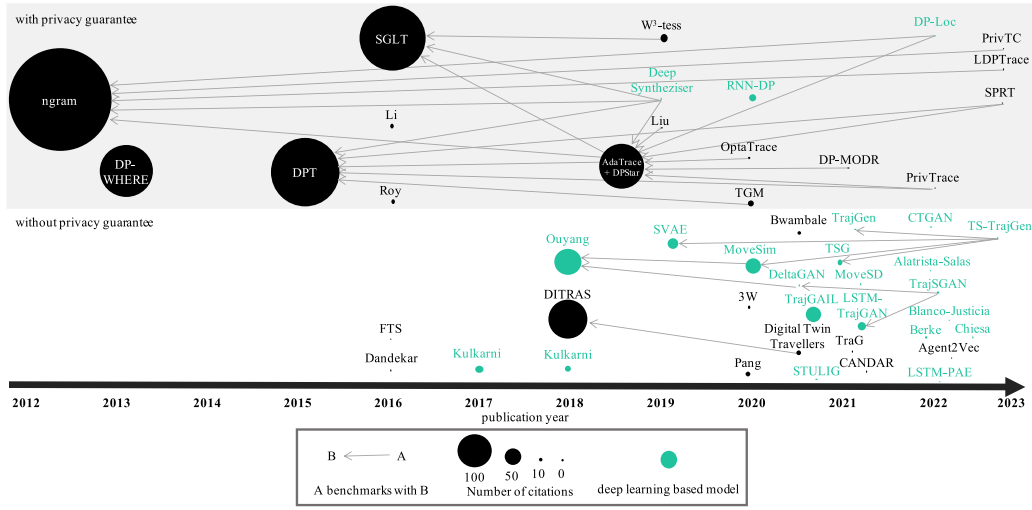 with privacy guarantee
SGLT
W³-tess
DP-Loc
PrivTC
LDPTrace
ngram
Deep
Syntheziser
RNN-DP
SPRT
Li
Liu
OptaTrace
DP-
WHERE
DPT
AdaTrace
+ DPStar
DP-MODR
PrivTrace
Roy
TGM
without privacy guarantee
Bwambale
TrajGen
CTGAN
TS-TrajGen
SVAE
Ouyang
MoveSim
TSG
Alatrista-Salas
DeltaGAN
MoveSD
TrajSGAN
DITRAS
3W
TrajGAIL
LSTM-
TrajGAN
Blanco-Justicia
FTS
Digital Twin
Travellers
TraG
Berke
Chiesa
Agent2Vec
Dandekar
Kulkarni
Kulkarni
Pang
STULIG
CANDAR
LSTM-PAE
2012 2013 2014 2015 2016 2017 2018 2019 2020 2021 2022 2023
publication year
B
A
100
50
10
0
A benchmarks with B
Number of citations
deep learning based model